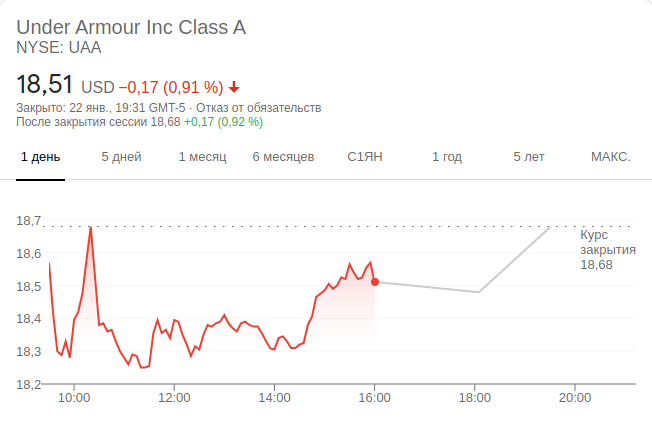 Under Armour Inc Class A
NYSE: UAA
18,51 USD −0,17 (0,91 %)
Закрыто: 22 янв., 19:31 GMT-5 · Отказ от обязательств
После закрытия сессии 18,68 +0,17 (0,92 %)
1 день 5 дней 1 месяц 6 месяцев С1ЯН 1 год 5 лет МАКС.
18,7
Курс
закрытия
18,68
18,6
18,5
18,4
18,3
18,2
10:00 12:00 14:00 16:00 18:00 20:00